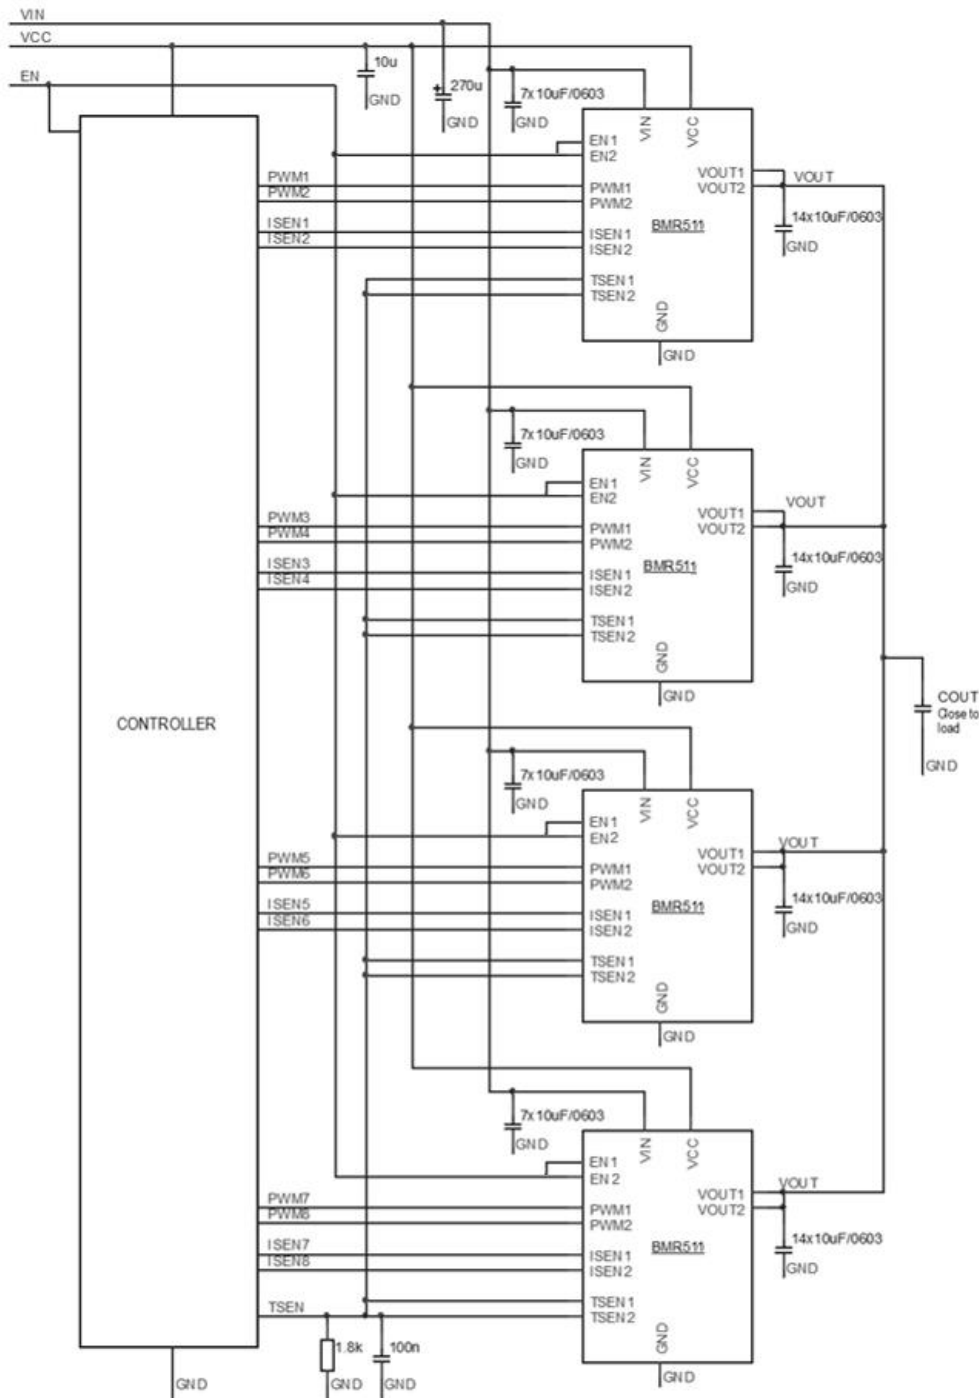 VIN
VCC
EN
10u
GND
270u
GND
7x10uF/0603
GND
VIN
VCC
EN1
EN2
PWM1
PWM2
PWM1
PWM2
ISEN1
ISEN2
ISEN1
ISEN2
TSEN1
TSEN2
BMR511
VOUT1
VOUT2
VOUT
14x10uF/0603
GND
GND
GND
7x10uF/0603
GND
VIN
VCC
EN1
EN2
PWM3
PWM4
PWM1
PWM2
ISEN3
ISEN4
ISEN1
ISEN2
TSEN1
TSEN2
BMR511
VOUT1
VOUT2
VOUT
14x10uF/0603
GND
GND
GND
CONTROLLER
COUT
Close to
load
GND
7x10uF/0603
GND
VIN
VCC
EN1
EN2
PWM5
PWM6
PWM1
PWM2
ISEN5
ISEN6
ISEN1
ISEN2
TSEN1
TSEN2
BMR511
VOUT1
VOUT2
VOUT
14x10uF/0603
GND
GND
GND
7x10uF/0603
GND
VIN
VCC
EN1
EN2
PWM7
PWM8
PWM1
PWM2
ISEN7
ISEN8
ISEN1
ISEN2
TSEN
TSEN1
TSEN2
BMR511
VOUT1
VOUT2
VOUT
14x10uF/0603
GND
GND
GND
1.8k
100n
GND
GND
GND